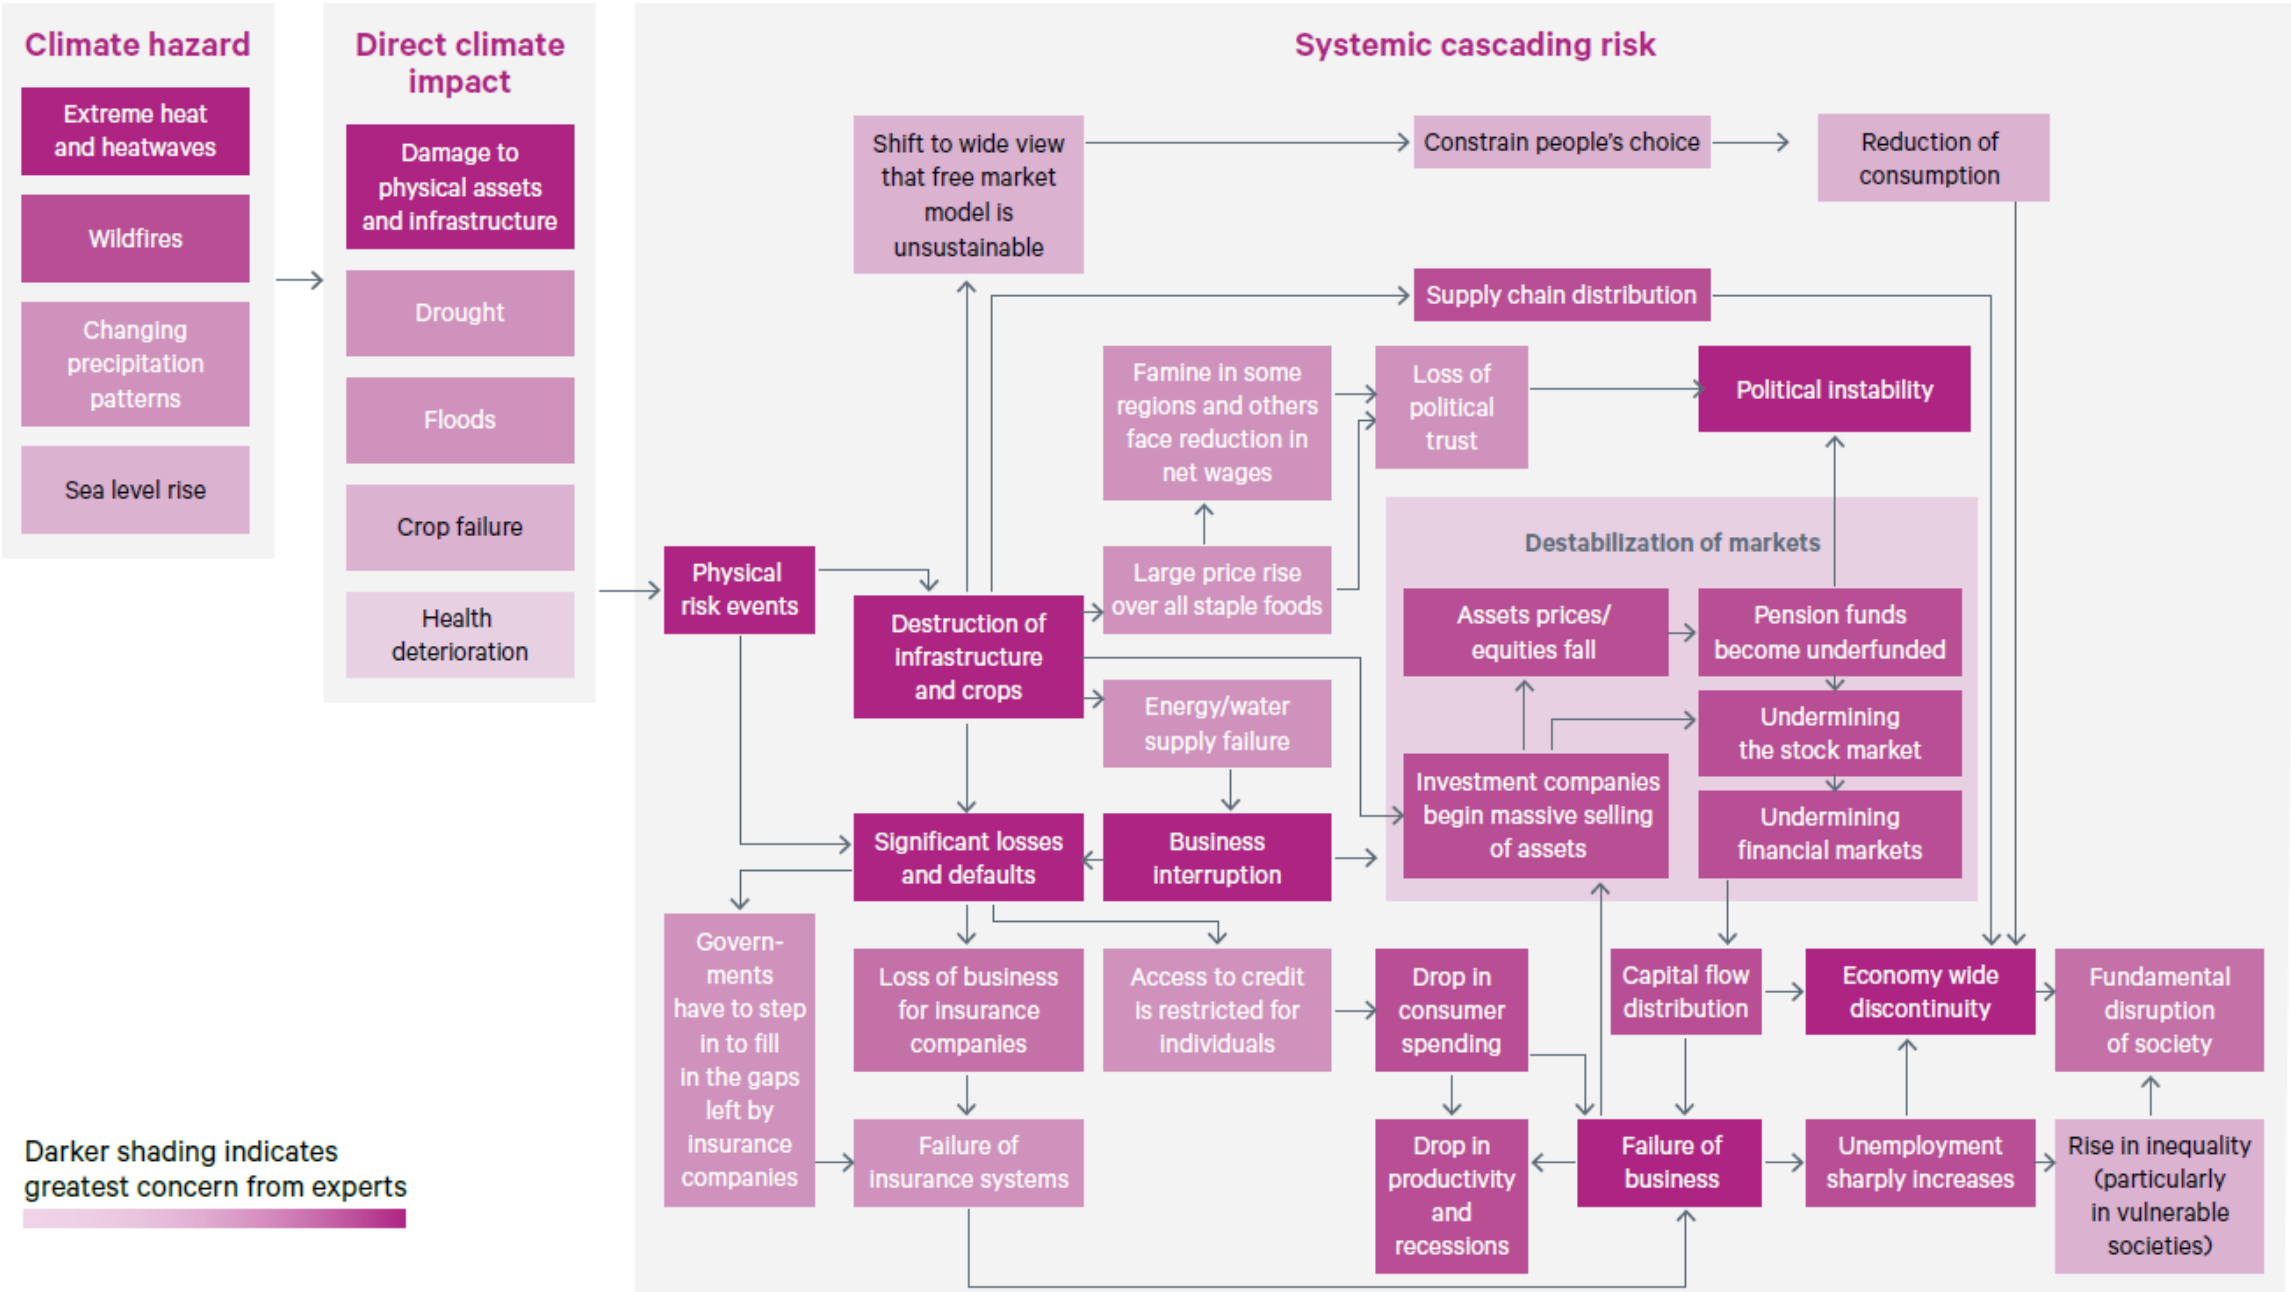 Climate hazard
Extreme heat
and heatwaves
Wildfires
Changing
precipitation
patterns
Sea level rise
Direct climate
impact
Damage to
physical assets
and infrastructure
Drought
Floods
Crop failure
Health
deterioration
Systemic cascading risk
Shift to wide view
that free market
model is
unsustainable
Constrain people's choice
Reduction of
consumption
Supply chain distribution
Famine in some
regions and others
face reduction in
net wages
Loss of
political
trust
Political instability
Physical
risk events
Destruction of
infrastructure
and crops
Large price rise
over all staple foods
Energy/water
supply failure
Destabilization of markets
Assets prices/
equities fall
Pension funds
become underfunded
Undermining
the stock market
Investment companies
begin massive selling
of assets
Undermining
financial markets
Significant losses
and defaults
Business
interruption
Govern-
ments
have to step
in to fill
in the gaps
left by
insurance
companies
Loss of business
for insurance
companies
Access to credit
is restricted for
individuals
Drop in
consumer
spending
Capital flow
distribution
Economy wide
discontinuity
Fundamental
disruption
of society
Failure of
insurance systems
Drop in
productivity
and
recessions
Failure of
business
Unemployment
sharply increases
Rise in inequality
(particularly
in vulnerable
societies)
Darker shading indicates
greatest concern from experts